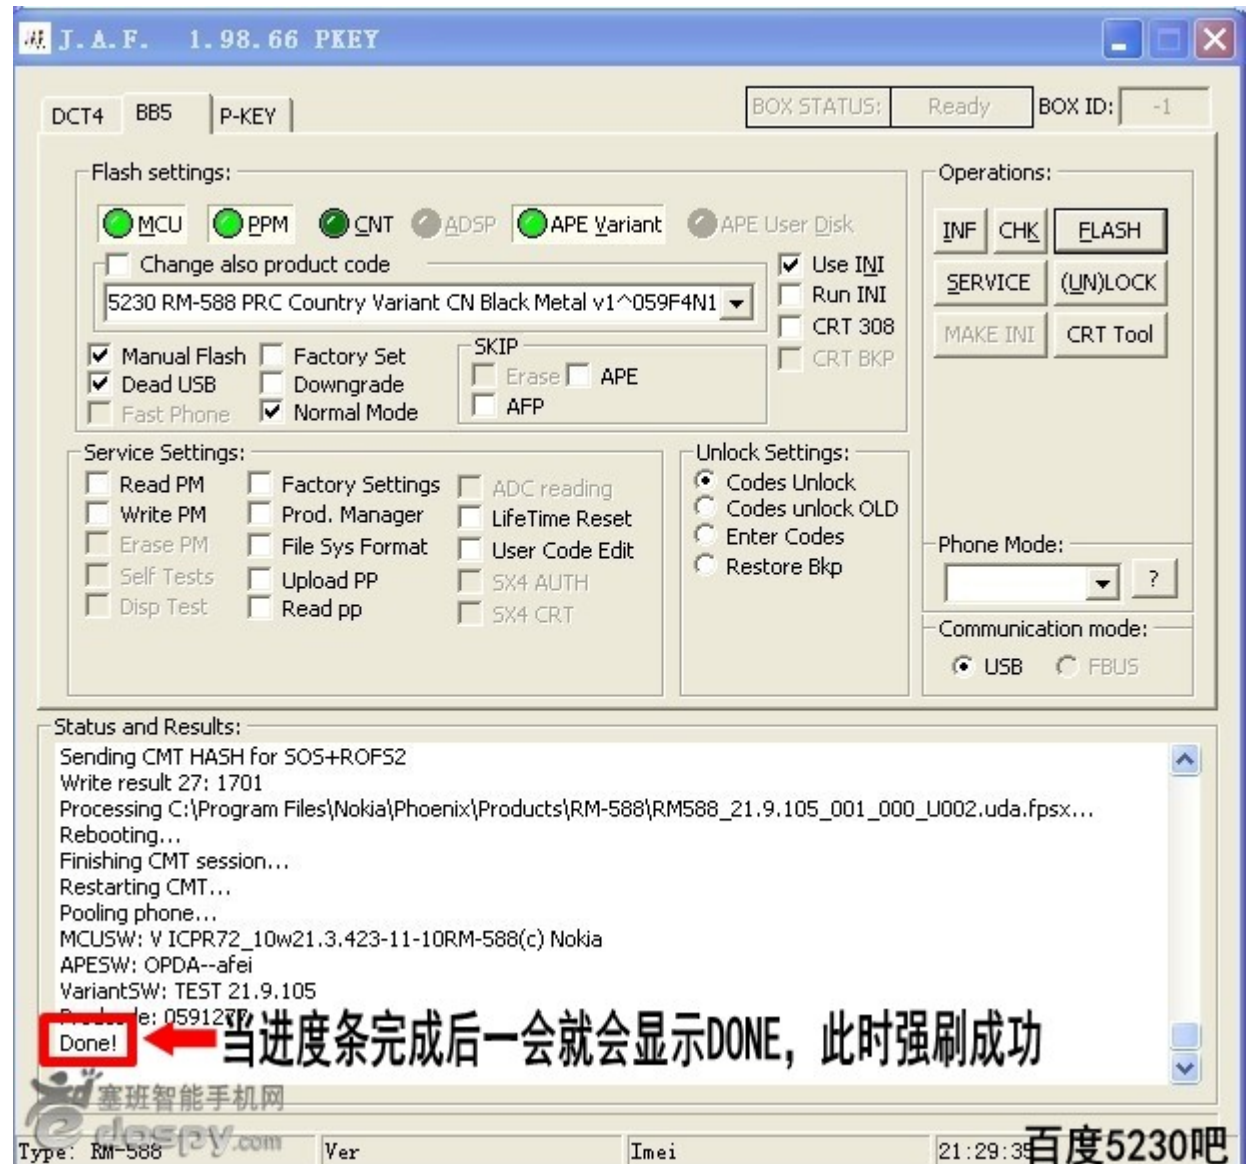 J.A.F. 1.98.66 PKEY
DCT4 BB5 P-KEY
BOX STATUS: Ready BOX ID: -1
Flash settings:
MCU PPM CNT ADSP APE Variant APE User Disk
Change also product code
5230 RM-588 PRC Country Variant CN Black Metal v1^059F4N1
Use INI
Run INI
CRT 308
CRT BKP
Manual Flash Factory Set
Dead USB Downgrade
Fast Phone Normal Mode
SKIP
Erase APE
AFP
Operations:
INF CHK FLASH
SERVICE (UN)LOCK
MAKE INI CRT Tool
Service Settings:
Read PM Factory Settings ADC reading
Write PM Prod. Manager LifeTime Reset
Erase PM File Sys Format User Code Edit
Self Tests Upload PP SX4 AUTH
Disp Test Read pp SX4 CRT
Unlock Settings:
Codes Unlock
Codes unlock OLD
Enter Codes
Restore Bkp
Phone Mode:
?
Communication mode:
USB FBUS
Status and Results:
Sending CMT HASH for SOS+ROFS2
Write result 27: 1701
Processing C:\Program Files\Nokia\Phoenix\Products\RM-588\RM588_21.9.105_001_000_U002.uda.fpsx...
Rebooting...
Finishing CMT session...
Restarting CMT...
Pooling phone...
MCUSW: V ICPR72_10w21.3.423-11-10RM-588(c) Nokia
APESW: OPDA--afei
VariantSW: TEST 21.9.105
Done!
当进度条完成后一会就会显示DONE，此时强刷成功
塞班智能手机网
dospy.com
Type: RM-588 Ver Imei 21:29:35
百度5230吧